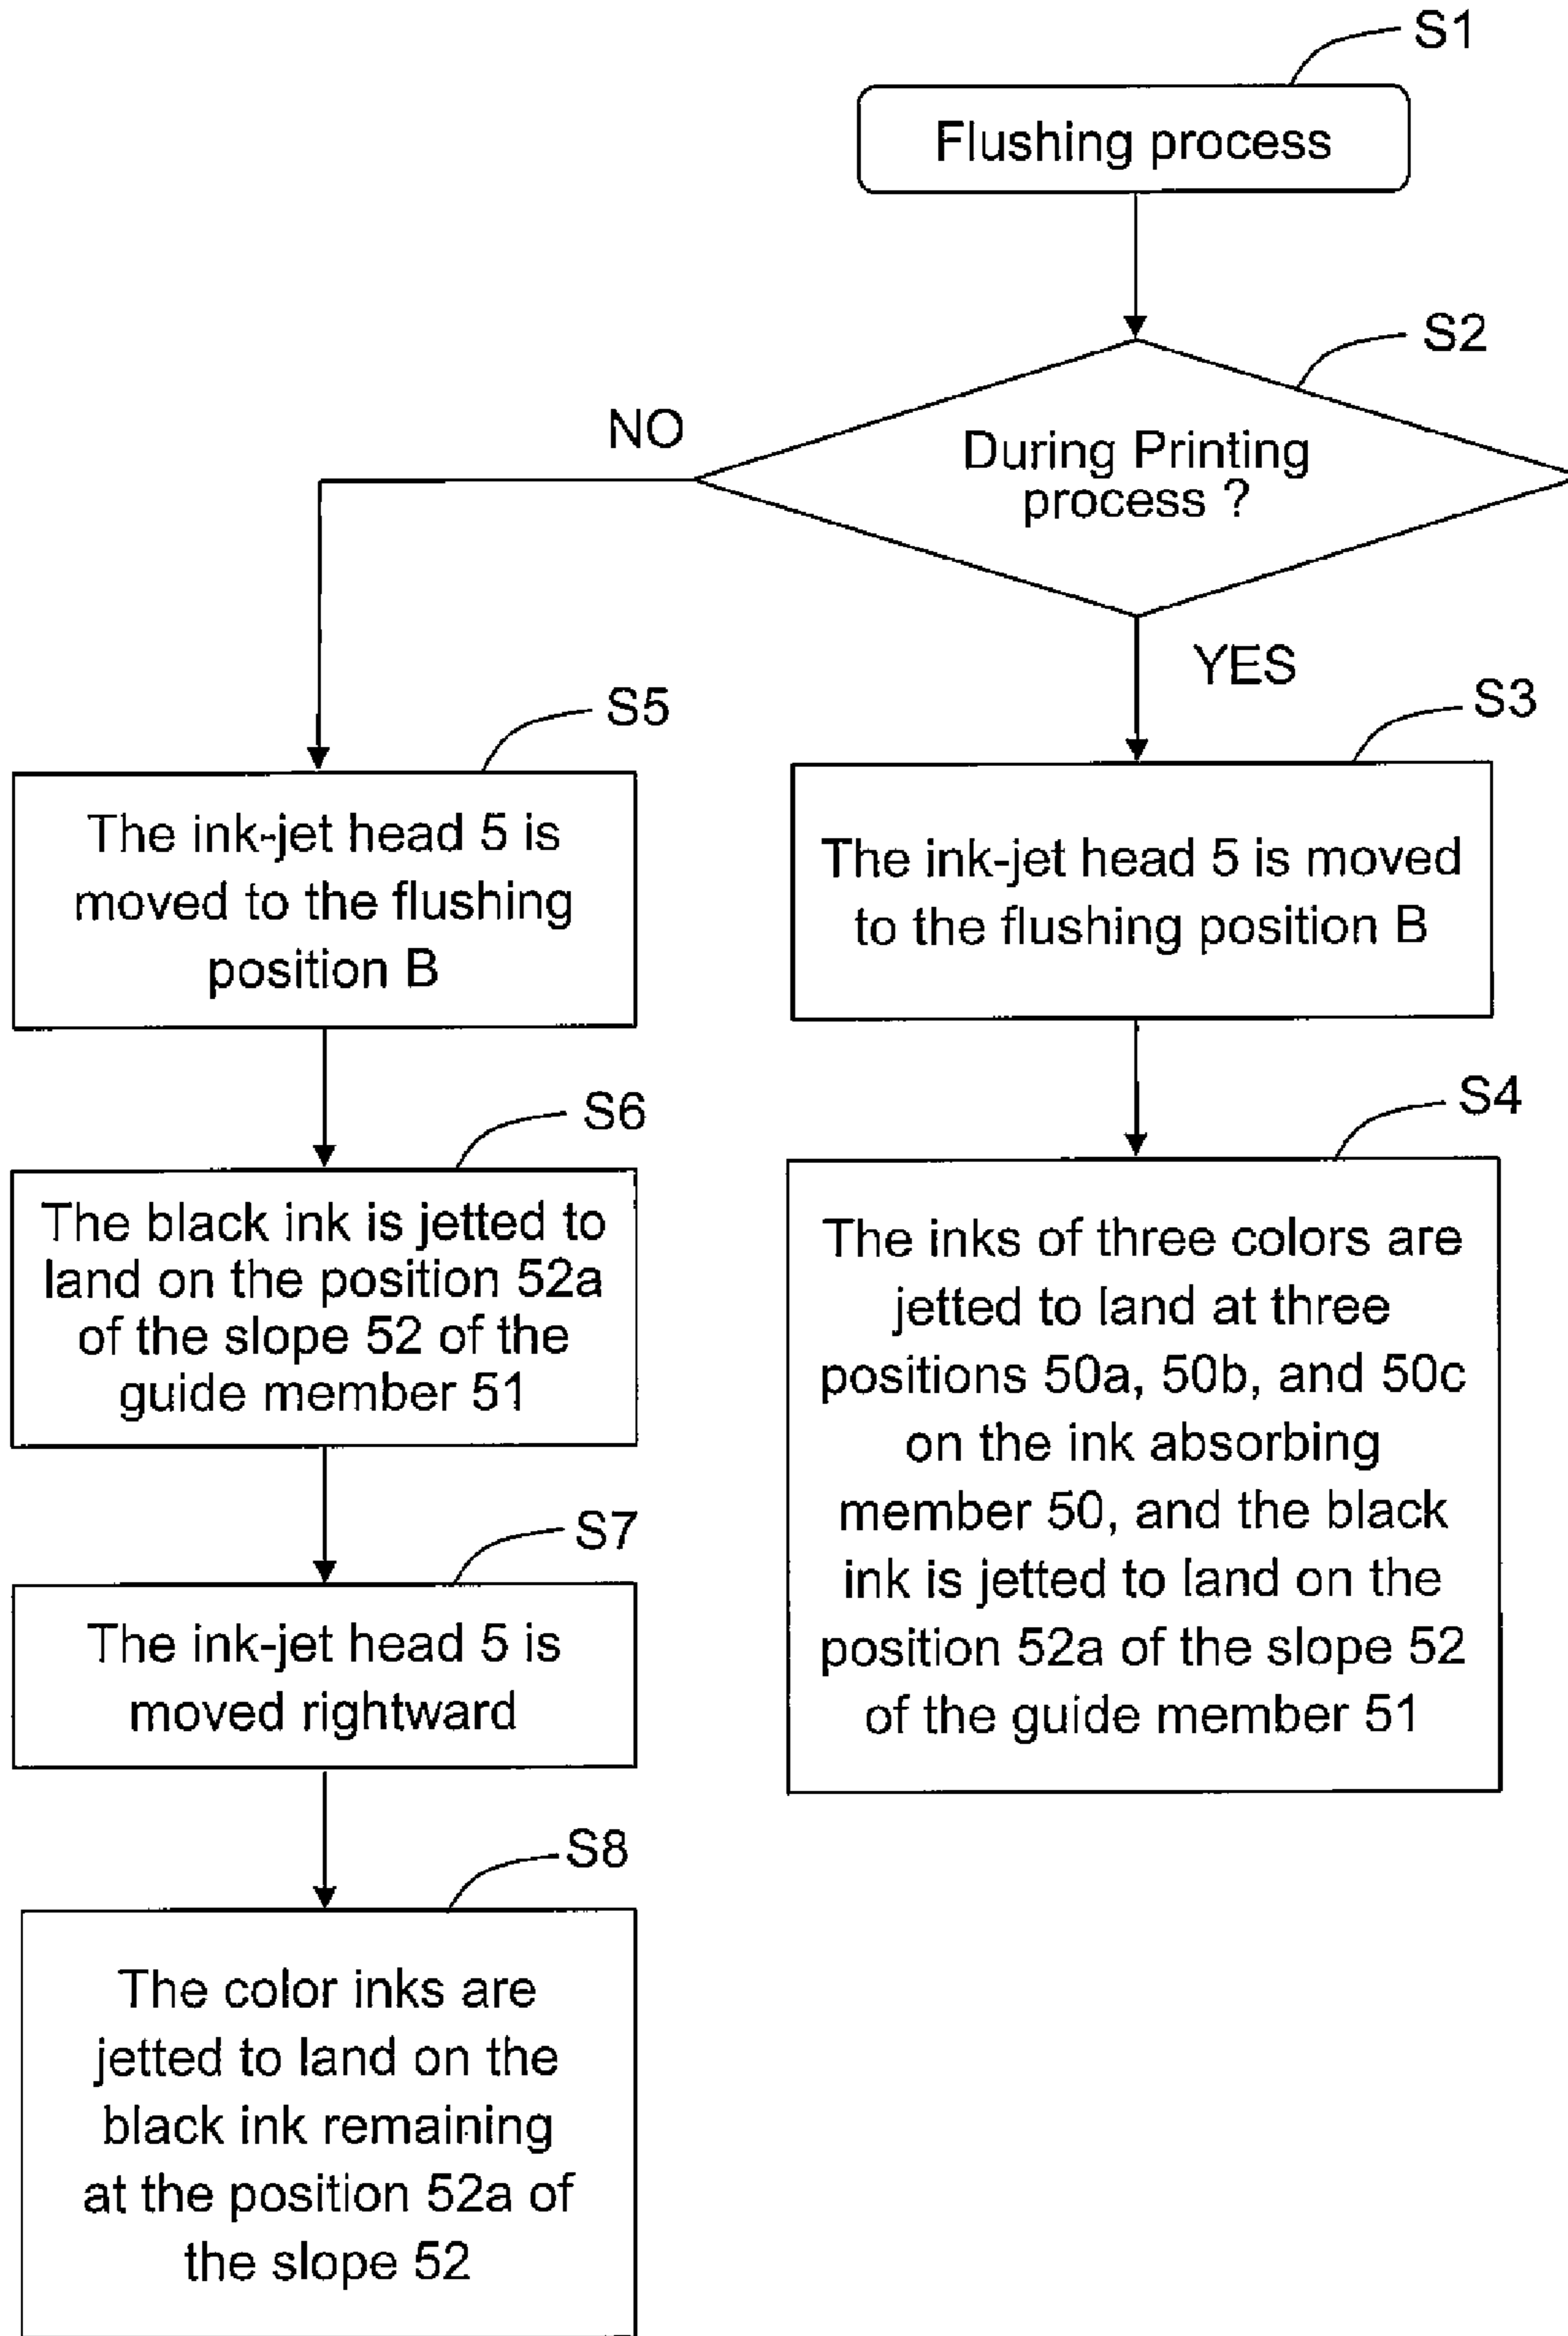 S1
Flushing process
S2
During Printing
process ?
NO
YES
S3
The ink-jet head 5 is moved
to the flushing position B
S4
The inks of three colors are
jetted to land at three
positions 50a, 50b, and 50c
on the ink absorbing
member 50, and the black
ink is jetted to land on the
position 52a of the slope 52
of the guide member 51
S5
The ink-jet head 5 is
moved to the flushing
position B
S6
The black ink is jetted to
land on the position 52a
of the slope 52 of the
guide member 51
S7
The ink-jet head 5 is
moved rightward
S8
The color inks are
jetted to land on the
black ink remaining
at the position 52a of
the slope 52